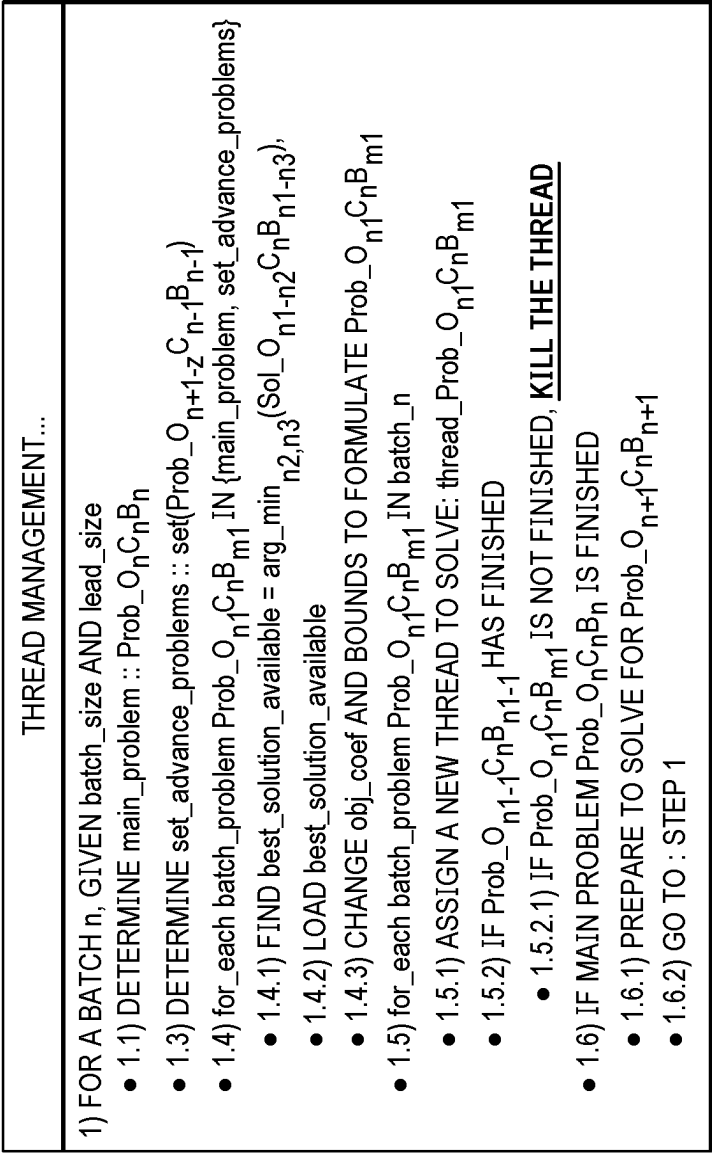 THREAD MANAGEMENT...
1) FOR A BATCH n, GIVEN batch_size AND lead_size
• 1.1) DETERMINE main_problem :: Prob_OnCnBn
• 1.3) DETERMINE set_advance_problems :: set(Prob_On+1-zCn-1Bn-1)
• 1.4) for_each batch_problem Prob_On1CnBm1 IN {main_problem, set_advance_problems}
• 1.4.1) FIND best_solution_available = arg_min n2,n3(Sol_On1-n2CnBn1-n3),
• 1.4.2) LOAD best_solution_available
• 1.4.3) CHANGE obj_coef AND BOUNDS TO FORMULATE Prob_On1CnBm1
• 1.5) for_each batch_problem Prob_On1CnBm1 IN batch_n
• 1.5.1) ASSIGN A NEW THREAD TO SOLVE: thread_Prob_On1CnBm1
• 1.5.2) IF Prob_On1-1CnBn1-1 HAS FINISHED
• 1.5.2.1) IF Prob_On1CnBm1 IS NOT FINISHED, KILL THE THREAD
• 1.6) IF MAIN PROBLEM Prob_OnCnBn IS FINISHED
• 1.6.1) PREPARE TO SOLVE FOR Prob_On+1CnBn+1
• 1.6.2) GO TO : STEP 1